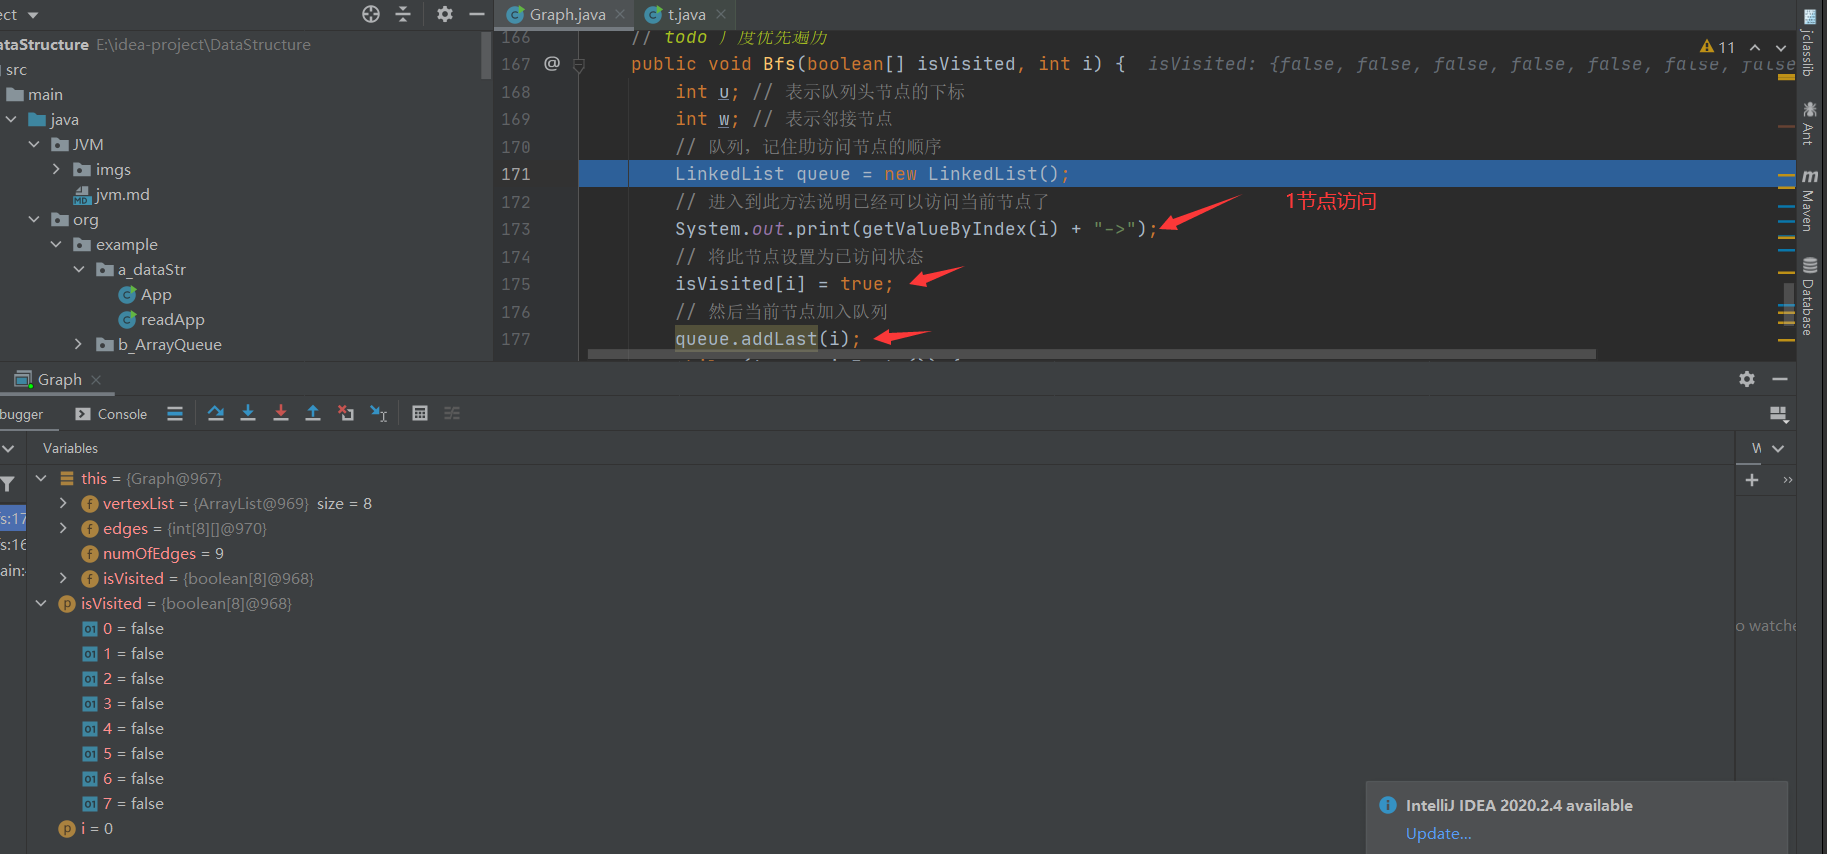 ect
Graph.java
t.java
ataStructure E:\idea-project\DataStructure
src
main
java
JVM
imgs
jvm.md
org
example
a_dataStr
App
readApp
b_ArrayQueue
11
166 // todo 广度优先遍历
167 @ public void Bfs(boolean[] isVisited, int i) { isVisited: {false, false, false, false, false, false, false
168 int u; // 表示队列头节点的下标
169 int w; // 表示邻接节点
170 // 队列，记住助访问节点的顺序
171 LinkedList queue = new LinkedList();
172 // 进入到此方法说明已经可以访问当前节点了
1节点访问
173 System.out.print(getValueByIndex(i) + "->");
174 // 将此节点设置为已访问状态
175 isVisited[i] = true;
176 // 然后当前节点加入队列
177 queue.addLast(i);
jclasslib
Ant
Maven
Database
Graph
bugger
Console
Variables
W
this = {Graph@967}
vertexList = {ArrayList@969} size = 8
edges = {int[8][]@970}
numOfEdges = 9
isVisited = {boolean[8]@968}
isVisited = {boolean[8]@968}
0 = false
1 = false
2 = false
3 = false
4 = false
5 = false
6 = false
7 = false
i = 0
fs:17
fs:16
ain:
o watche
IntelliJ IDEA 2020.2.4 available
Update...